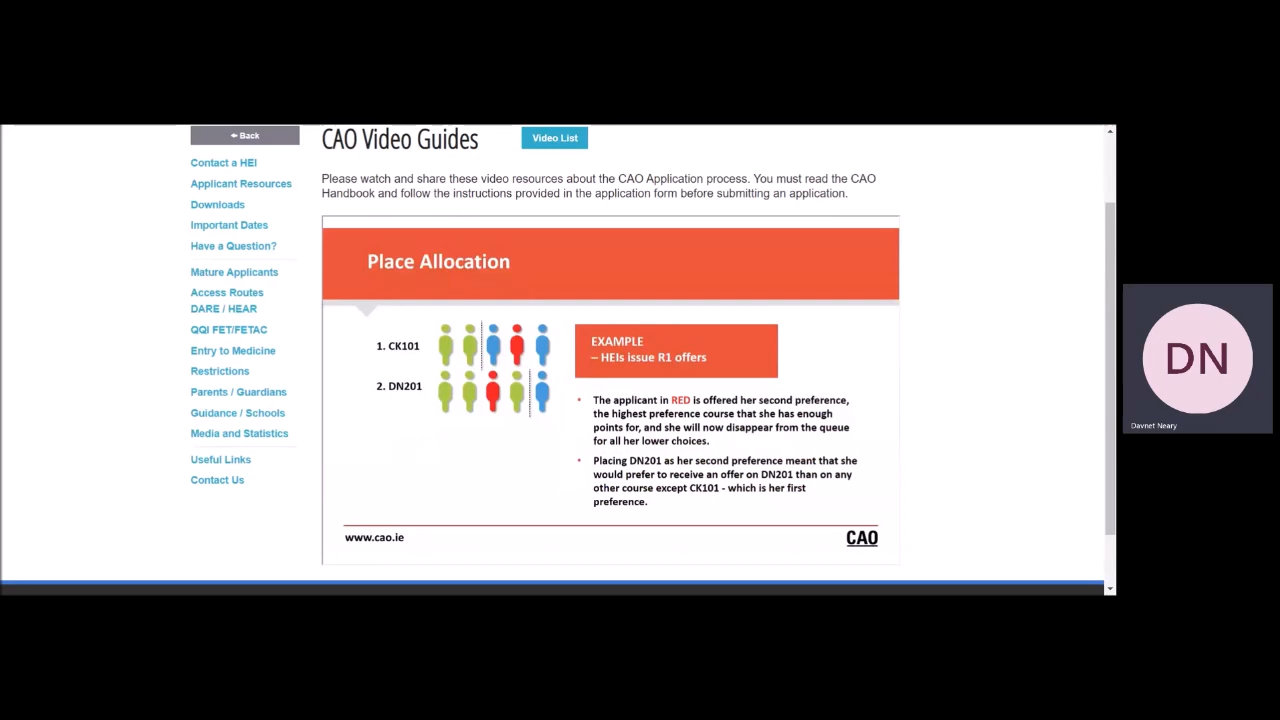 ← Back
CAO Video Guides
Video List
Contact a HEI
Applicant Resources
Downloads
Important Dates
Have a Question?
Mature Applicants
Access Routes
DARE / HEAR
QQI FET/FETAC
Entry to Medicine
Restrictions
Parents / Guardians
Guidance / Schools
Media and Statistics
Useful Links
Contact Us
Please watch and share these video resources about the CAO Application process. You must read the CAO
Handbook and follow the instructions provided in the application form before submitting an application.
Place Allocation
1. CK101
2. DN201
EXAMPLE
– HEIs issue R1 offers
• The applicant in RED is offered her second preference,
the highest preference course that she has enough
points for, and she will now disappear from the queue
for all her lower choices.
• Placing DN201 as her second preference meant that she
would prefer to receive an offer on DN201 than on any
other course except CK101 - which is her first
preference.
www.cao.ie
CAO
DN
Davnet Neary